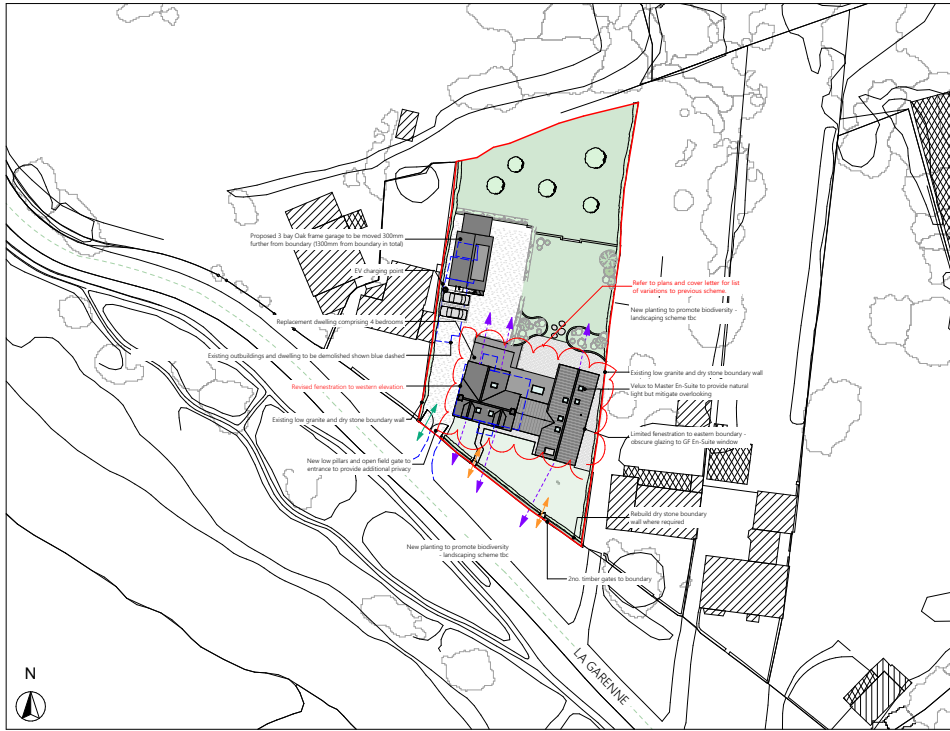 Proposed 3 bay Oak frame garage to be moved 300mm
further from boundary (1300mm from boundary in total)
EV charging point
Refer to plans and cover letter for list
of variations to previous scheme.
New planting to promote biodiversity -
landscaping scheme tbc
Replacement dwelling comprising 4 bedrooms
Existing outbuildings and dwelling to be demolished shown blue dashed
Existing low granite and dry stone boundary wall
Revised fenestration to western elevation.
Velux to Master En-Suite to provide natural
light but mitigate overlooking
Existing low granite and dry stone boundary wall
Limited fenestration to eastern boundary -
obscure glazing to GF En-Suite window
New low pillars and open field gate to
entrance to provide additional privacy
Rebuild dry stone boundary
wall where required
New planting to promote biodiversity
- landscaping scheme tbc
2no. timber gates to boundary
LA GARENNE
N